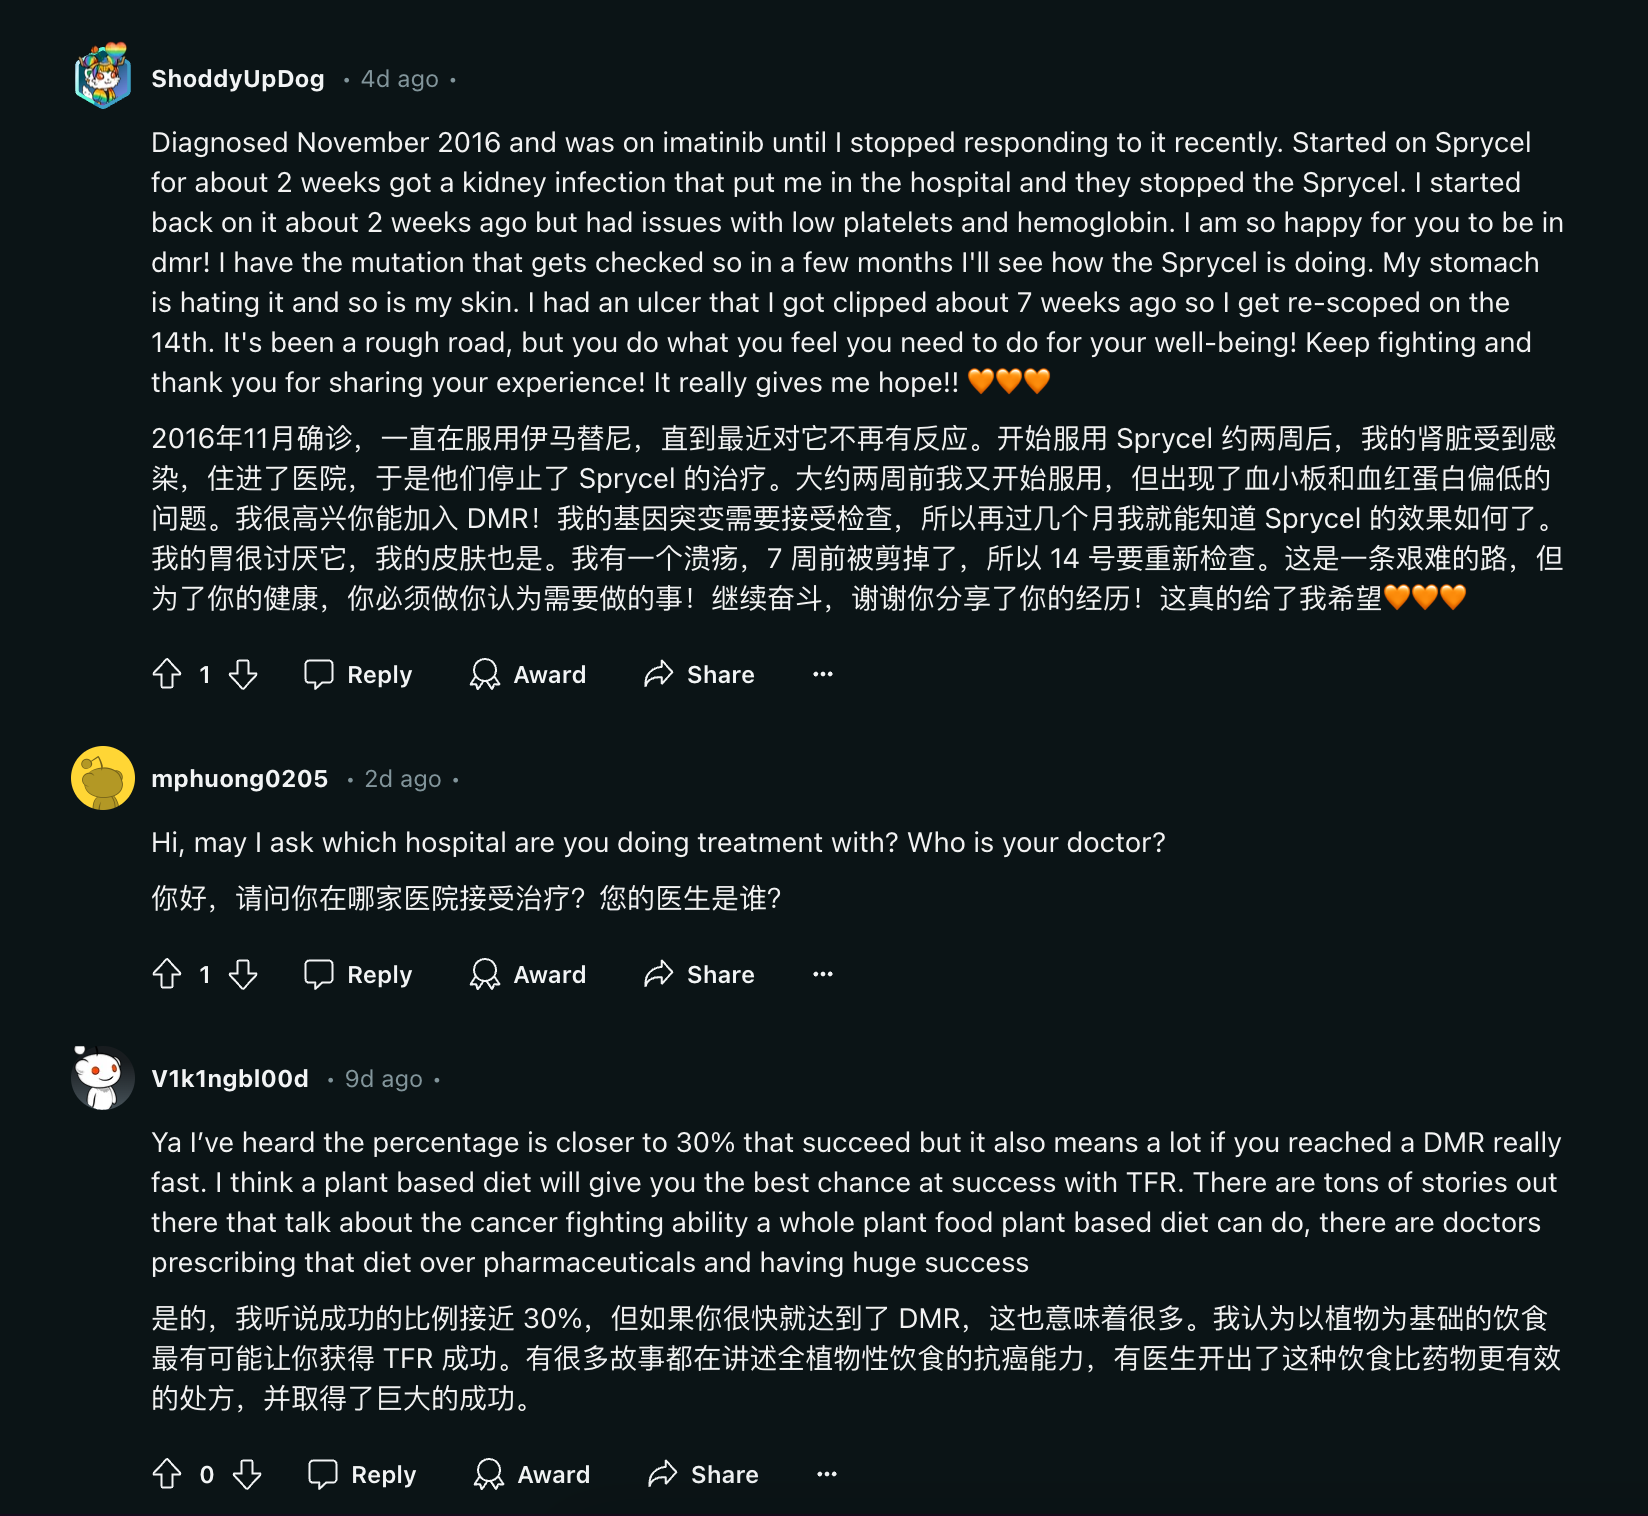 ShoddyUpDog • 4d ago •
Diagnosed November 2016 and was on imatinib until I stopped responding to it recently. Started on Sprycel
for about 2 weeks got a kidney infection that put me in the hospital and they stopped the Sprycel. I started
back on it about 2 weeks ago but had issues with low platelets and hemoglobin. I am so happy for you to be in
dmr! I have the mutation that gets checked so in a few months I'll see how the Sprycel is doing. My stomach
is hating it and so is my skin. I had an ulcer that I got clipped about 7 weeks ago so I get re-scoped on the
14th. It's been a rough road, but you do what you feel you need to do for your well-being! Keep fighting and
thank you for sharing your experience! It really gives me hope!! 🧡🧡🧡
2016年11月确诊，一直在服用伊马替尼，直到最近对它不再有反应。开始服用 Sprycel 约两周后，我的肾脏受到感
染，住进了医院，于是他们停止了 Sprycel 的治疗。大约两周前我又开始服用，但出现了血小板和血红蛋白偏低的
问题。我很高兴你能加入 DMR！我的基因突变需要接受检查，所以再过几个月我就能知道 Sprycel 的效果如何了。
我的胃很讨厌它，我的皮肤也是。我有一个溃疡，7 周前被剪掉了，所以 14 号要重新检查。这是一条艰难的路，但
为了你的健康，你必须做你认为需要做的事！继续奋斗，谢谢你分享了你的经历！这真的给了我希望🧡🧡🧡
1 Reply Award Share ...
mphuong0205 • 2d ago •
Hi, may I ask which hospital are you doing treatment with? Who is your doctor?
你好，请问你在哪家医院接受治疗？您的医生是谁？
1 Reply Award Share ...
V1k1ngbl00d • 9d ago •
Ya I’ve heard the percentage is closer to 30% that succeed but it also means a lot if you reached a DMR really
fast. I think a plant based diet will give you the best chance at success with TFR. There are tons of stories out
there that talk about the cancer fighting ability a whole plant food plant based diet can do, there are doctors
prescribing that diet over pharmaceuticals and having huge success
是的，我听说成功的比例接近 30%，但如果你很快就达到了 DMR，这也意味着很多。我认为以植物为基础的饮食
最有可能让你获得 TFR 成功。有很多故事都在讲述全植物性饮食的抗癌能力，有医生开出了这种饮食比药物更有效
的处方，并取得了巨大的成功。
0 Reply Award Share ...